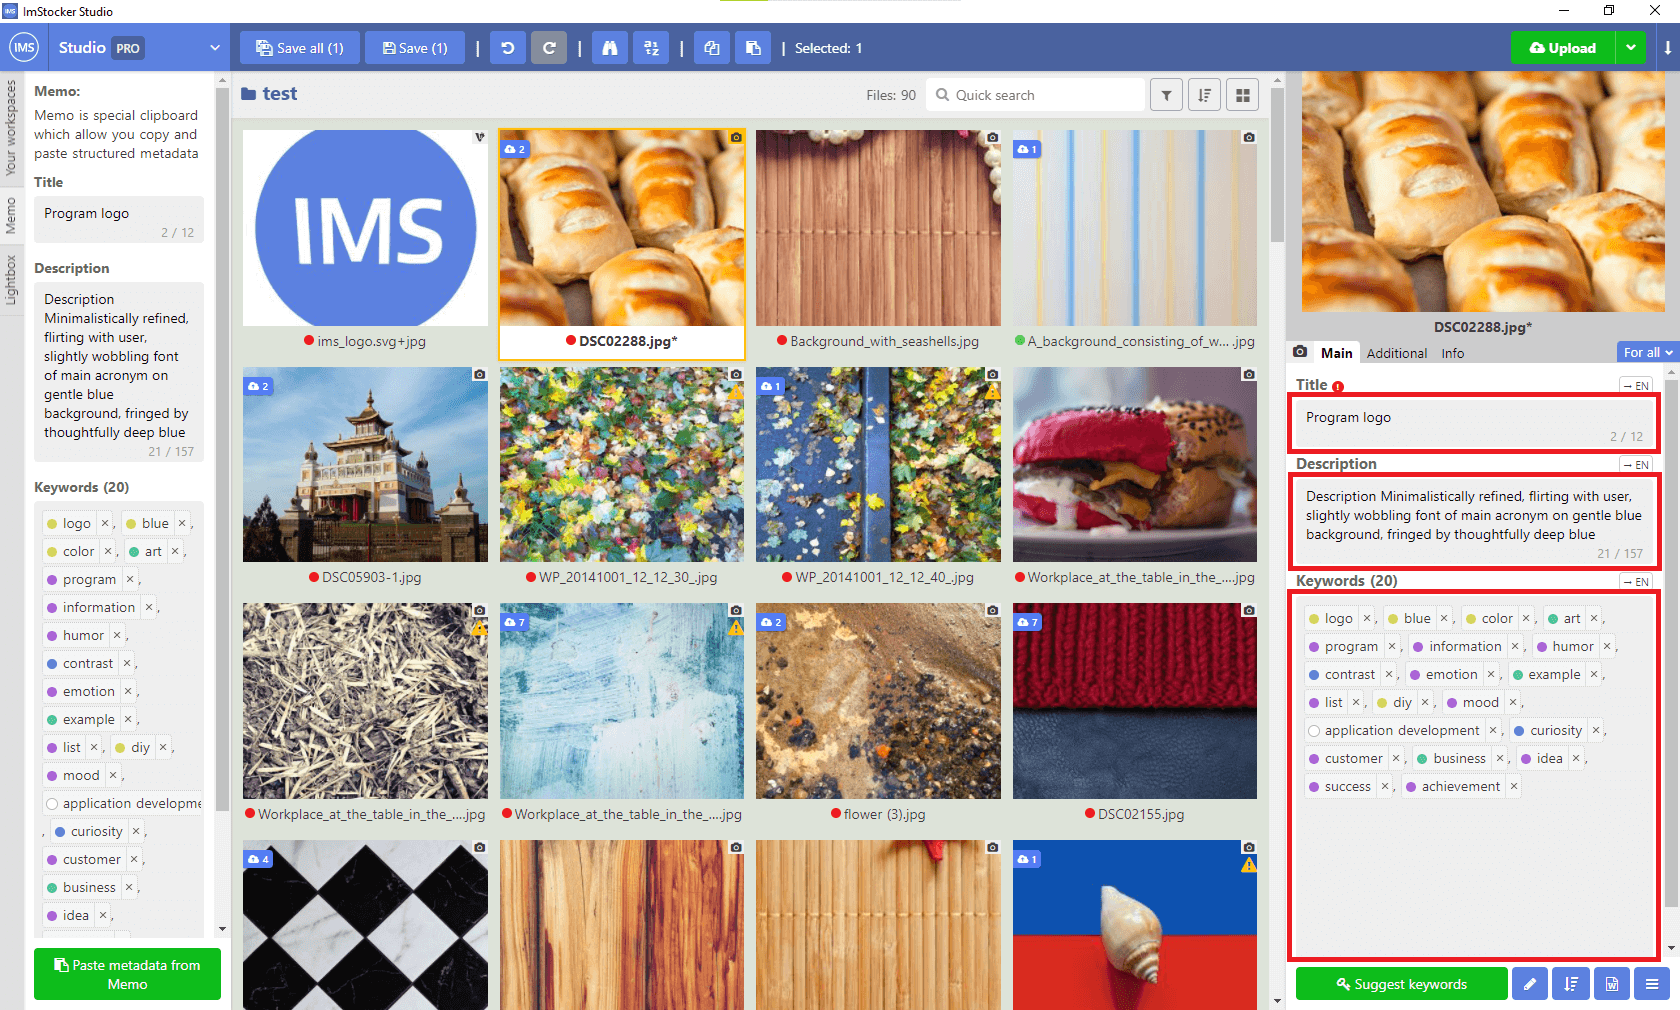 ImStocker Studio
IMS Studio PRO
Save all (1) Save (1) | | | | Selected: 1
Upload
Your workspaces
Memo
Lightbox
Memo:
Memo is special clipboard
which allow you copy and
paste structured metadata
Title
Program logo
2 / 12
Description
Description
Minimalistically refined,
flirting with user,
slightly wobbling font
of main acronym on
gentle blue
background, fringed by
thoughtfully deep blue
21 / 157
Keywords (20)
logo ×, blue ×,
color ×, art ×,
program ×,
information ×,
humor ×,
contrast ×,
emotion ×,
example ×,
list ×, diy ×,
mood ×,
application developme
, curiosity ×,
customer ×,
business ×,
idea ×,
Paste metadata from
Memo
test
Files: 90 Quick search
IMS
ims_logo.svg+jpg
2
DSC02288.jpg*
Background_with_seashells.jpg
1
A_background_consisting_of_w... .jpg
2
DSC05903-1.jpg
WP_20141001_12_12_30_.jpg
1
WP_20141001_12_12_40_.jpg
Workplace_at_the_table_in_the_....jpg
Workplace_at_the_table_in_the_....jpg
7
Workplace_at_the_table_in_the_....jpg
2
flower (3).jpg
7
DSC02155.jpg
4
1
DSC02288.jpg*
Main Additional Info For all
Title → EN
Program logo
2 / 12
Description → EN
Description Minimalistically refined, flirting with user,
slightly wobbling font of main acronym on gentle blue
background, fringed by thoughtfully deep blue
21 / 157
Keywords (20) → EN
logo ×, blue ×, color ×, art ×,
program ×, information ×, humor ×,
contrast ×, emotion ×, example ×,
list ×, diy ×, mood ×,
application development ×, curiosity ×,
customer ×, business ×, idea ×,
success ×, achievement ×
Suggest keywords